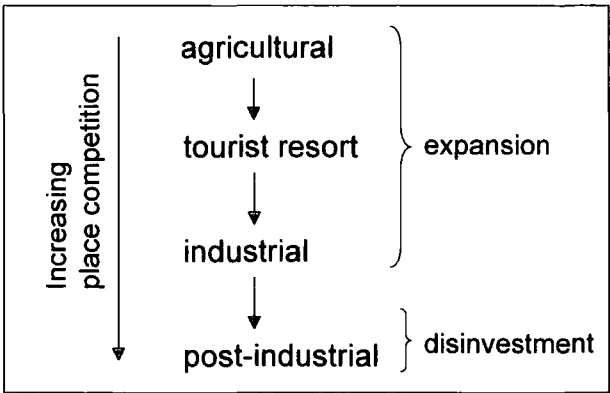 Increasing
place competition
agricultural
tourist resort
industrial
post-industrial
expansion
disinvestment